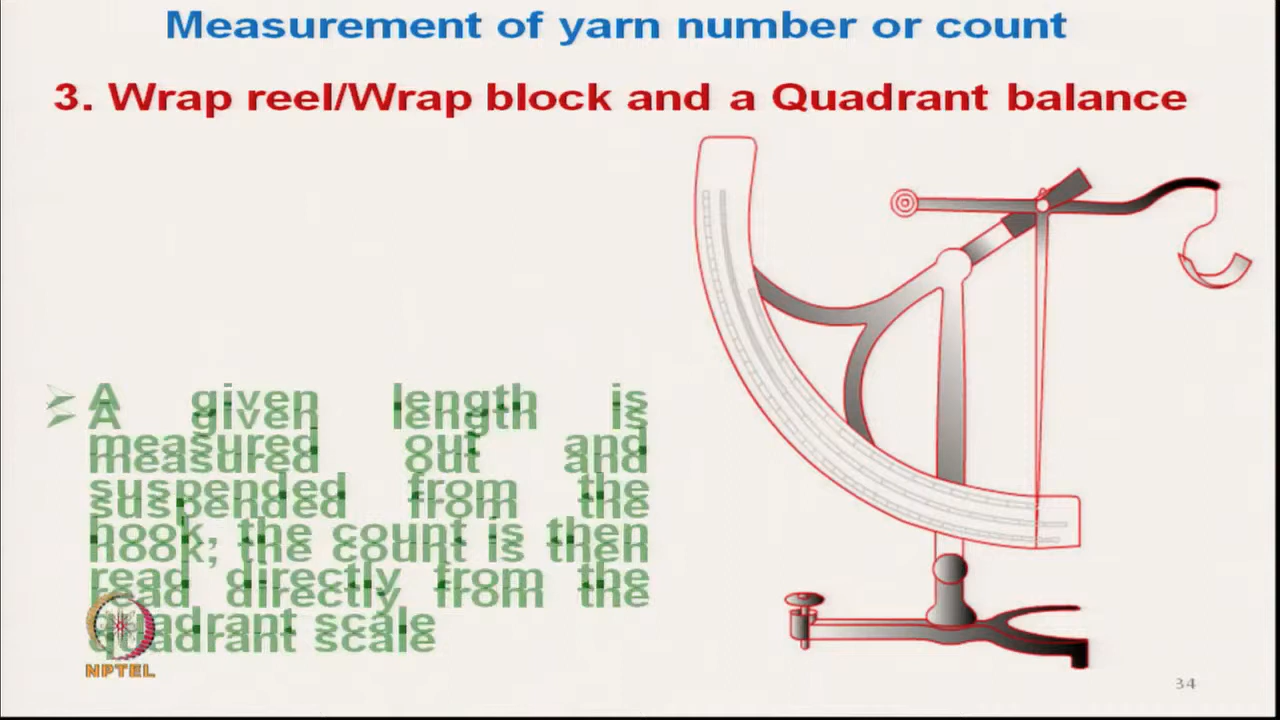 Measurement of yarn number or count
3. Wrap reel/Wrap block and a Quadrant balance
A given length is
measured out and
suspended from the
hook, the count is then
read directly from the
quadrant scale
NPTEL
34